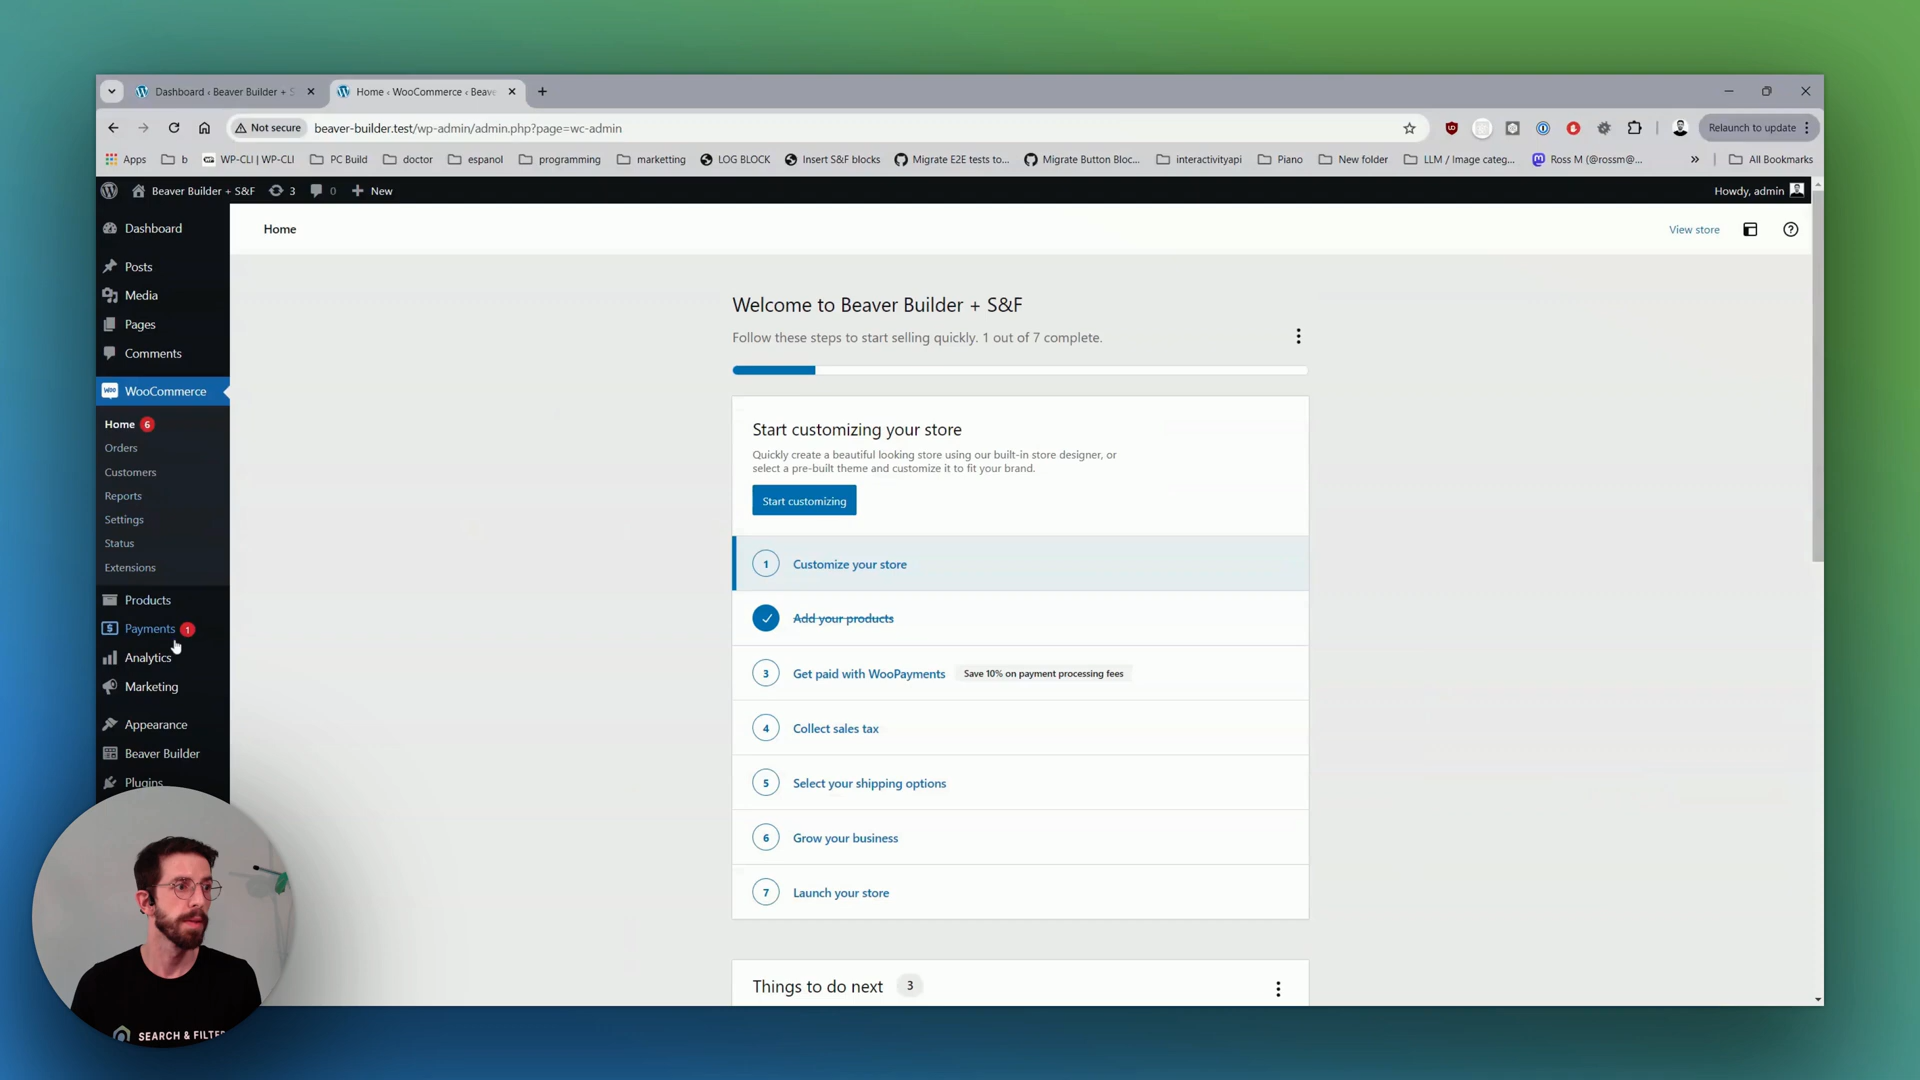 Dashboard ‹ Beaver Builder + S
Home ‹ WooCommerce ‹ Beav
Not secure
beaver-builder.test/wp-admin/admin.php?page=wc-admin
Relaunch to update
Apps
b
WP-CLI | WP-CLI
PC Build
doctor
espanol
programming
marketting
LOG BLOCK
Insert S&F blocks
Migrate E2E tests to...
Migrate Button Bloc...
interactivityapi
Piano
New folder
LLM / Image categ...
Ross M (@rossm@...
»
All Bookmarks
Beaver Builder + S&F
3
0
New
Howdy, admin
Dashboard
Posts
Media
Pages
Comments
WooCommerce
Home 6
Orders
Customers
Reports
Settings
Status
Extensions
Products
Payments 1
Analytics
Marketing
Appearance
Beaver Builder
Plugins
Home
View store
Welcome to Beaver Builder + S&F
Follow these steps to start selling quickly. 1 out of 7 complete.
Start customizing your store
Quickly create a beautiful looking store using our built-in store designer, or
select a pre-built theme and customize it to fit your brand.
Start customizing
1 Customize your store
Add your products
3 Get paid with WooPayments Save 10% on payment processing fees
4 Collect sales tax
5 Select your shipping options
6 Grow your business
7 Launch your store
Things to do next 3
SEARCH & FILTE